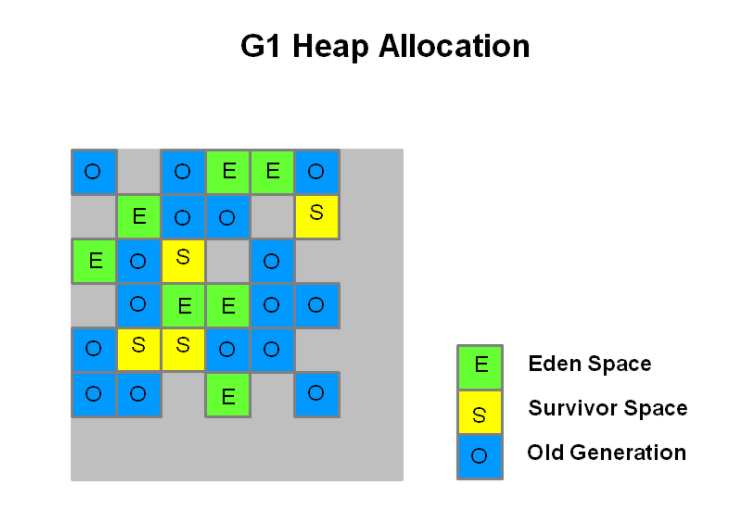 G1 Heap Allocation
O O E E O
E O O S
E O S O
O E E O O
O S S O O
O O E O
E Eden Space
S Survivor Space
O Old Generation